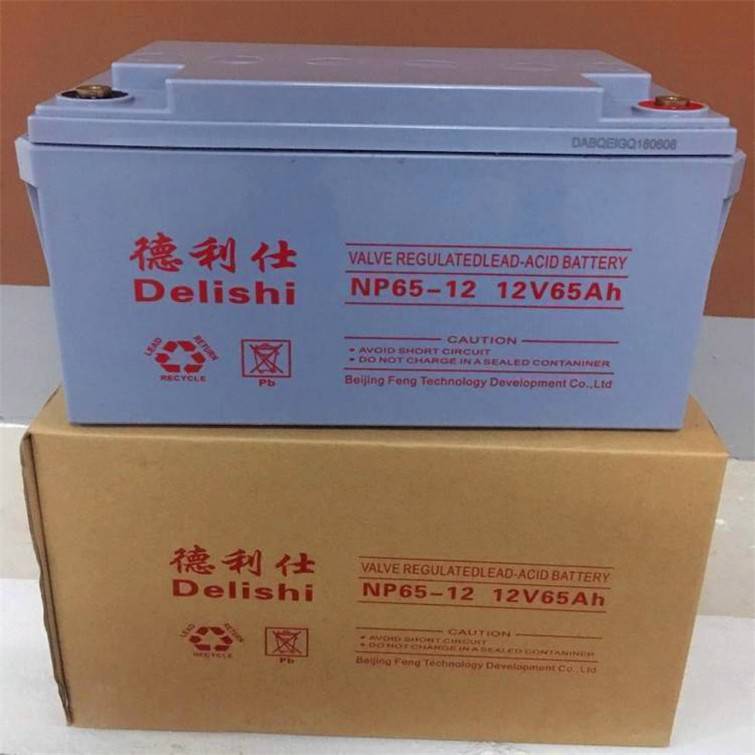 DABQEIGQ160606
德利仕
Delishi
VALVE REGULATEDLEAD-ACID BATTERY
NP65-12 12V65Ah
LEAD RETURN
RECYCLE
Pb
CAUTION
• AVOID SHORT CIRCUIT
• DO NOT CHARGE IN A SEALED CONTANINER
Beijing Feng Technology Development Co.,Ltd
德利仕
Delishi
VALVE REGULATEDLEAD-ACID BATTERY
NP65-12 12V65Ah
LEAD RETURN
RECYCLE
Pb
CAUTION
• AVOID SHORT CIRCUIT
• DO NOT CHARGE IN A SEALED CONTANINER
Beijing Feng Technology Development Co.,Ltd